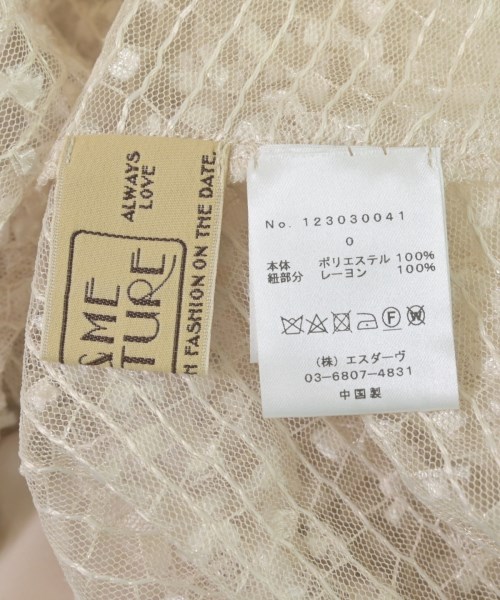 ALWAYS
LOVE
AME
TURE
H FASHION ON THE DATE.
No. 123030041
0
本体 ポリエステル 100%
紐部分 レーヨン 100%
(株) エスダーヴ
03-6807-4831
中国製